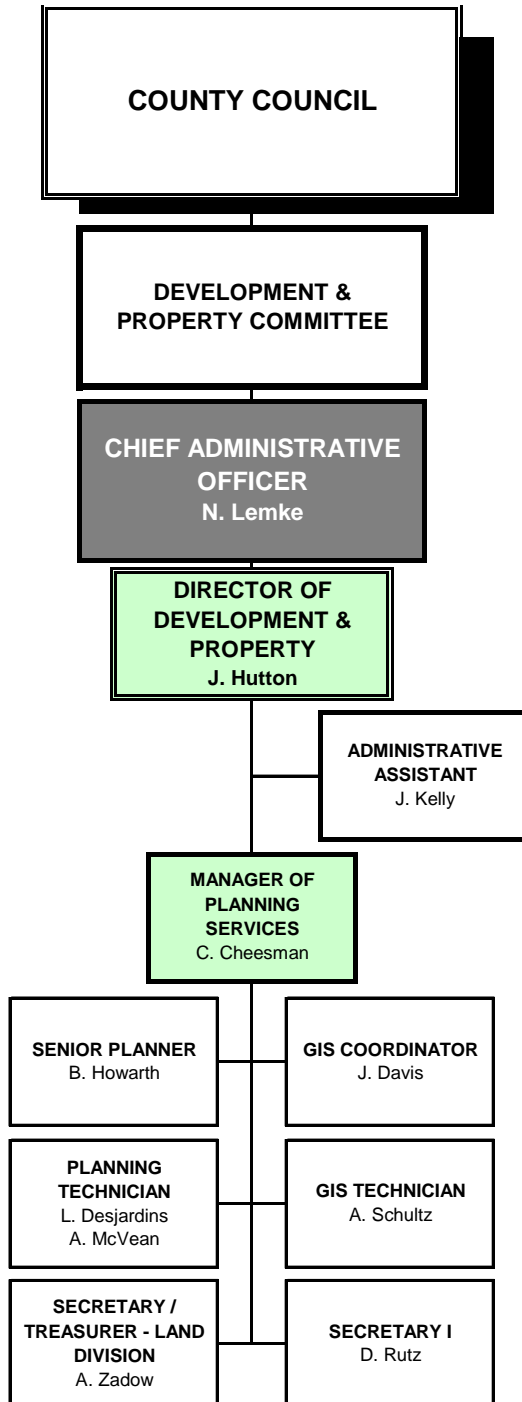 COUNTY COUNCIL
DEVELOPMENT &
PROPERTY COMMITTEE
CHIEF ADMINISTRATIVE
OFFICER
N. Lemke
DIRECTOR OF
DEVELOPMENT &
PROPERTY
J. Hutton
ADMINISTRATIVE
ASSISTANT
J. Kelly
MANAGER OF
PLANNING
SERVICES
C. Cheesman
SENIOR PLANNER
B. Howarth
GIS COORDINATOR
J. Davis
PLANNING
TECHNICIAN
L. Desjardins
A. McVean
GIS TECHNICIAN
A. Schultz
SECRETARY /
TREASURER - LAND
DIVISION
A. Zadow
SECRETARY I
D. Rutz